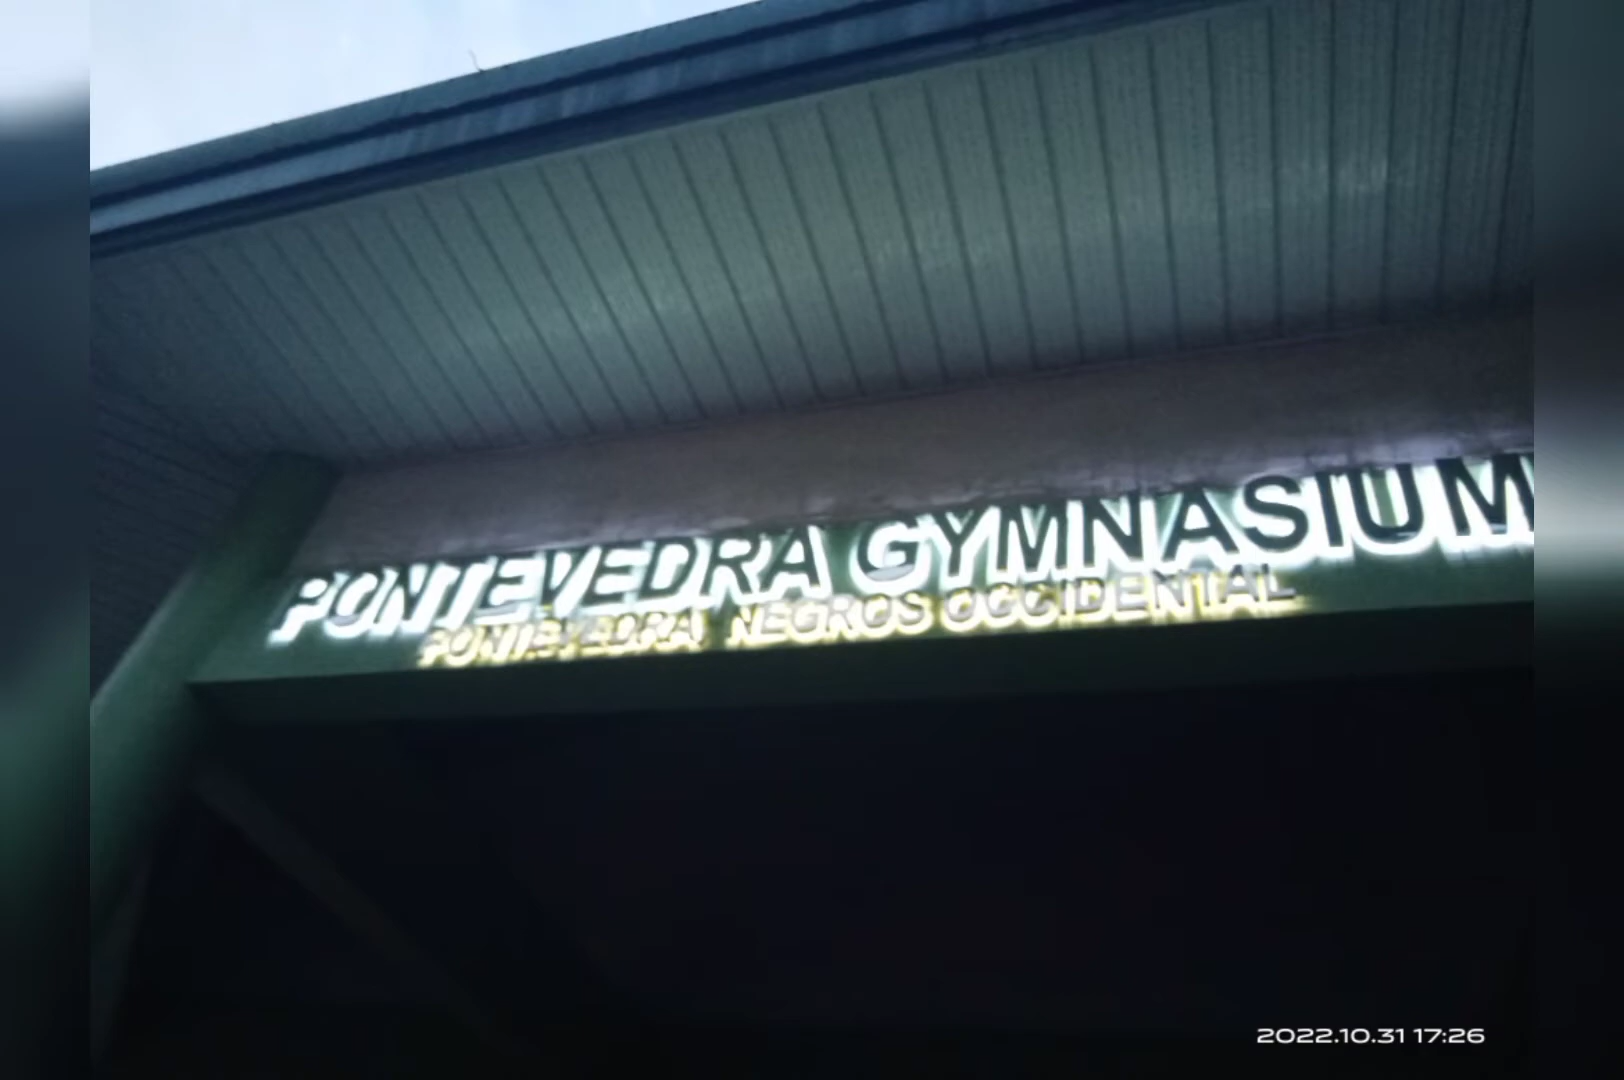 PONTEVEDRA GYMNASIUM
PONTEVEDRA, NEGROS OCCIDENTAL
2022.10.31 17:26